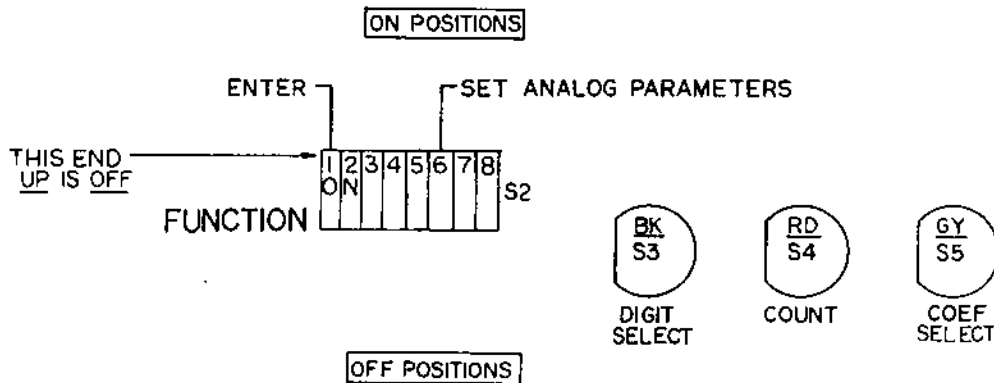 ON POSITIONS
ENTER
SET ANALOG PARAMETERS
THIS END
UP IS OFF
1 2 3 4 5 6 7 8
O N
S2
FUNCTION
BK
S3
DIGIT
SELECT
RD
S4
COUNT
GY
S5
COEF
SELECT
OFF POSITIONS